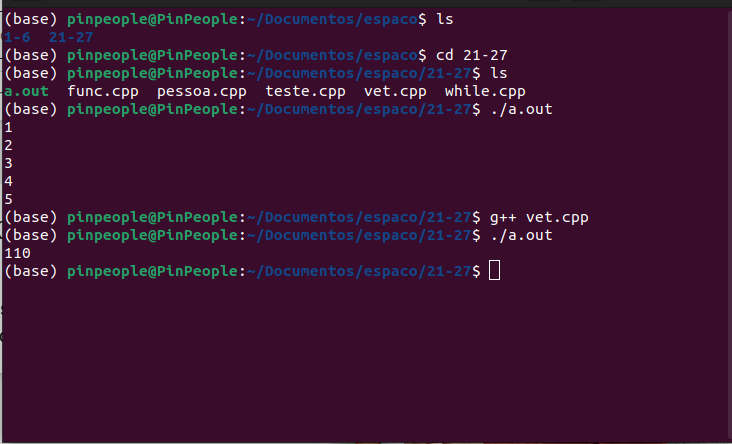 (base) pinpeople@PinPeople:~/Documentos/espaco$ ls
1-6  21-27
(base) pinpeople@PinPeople:~/Documentos/espaco$ cd 21-27
(base) pinpeople@PinPeople:~/Documentos/espaco/21-27$ ls
a.out  func.cpp  pessoa.cpp  teste.cpp  vet.cpp  while.cpp
(base) pinpeople@PinPeople:~/Documentos/espaco/21-27$ ./a.out
1
2
3
4
5
(base) pinpeople@PinPeople:~/Documentos/espaco/21-27$ g++ vet.cpp
(base) pinpeople@PinPeople:~/Documentos/espaco/21-27$ ./a.out
110
(base) pinpeople@PinPeople:~/Documentos/espaco/21-27$